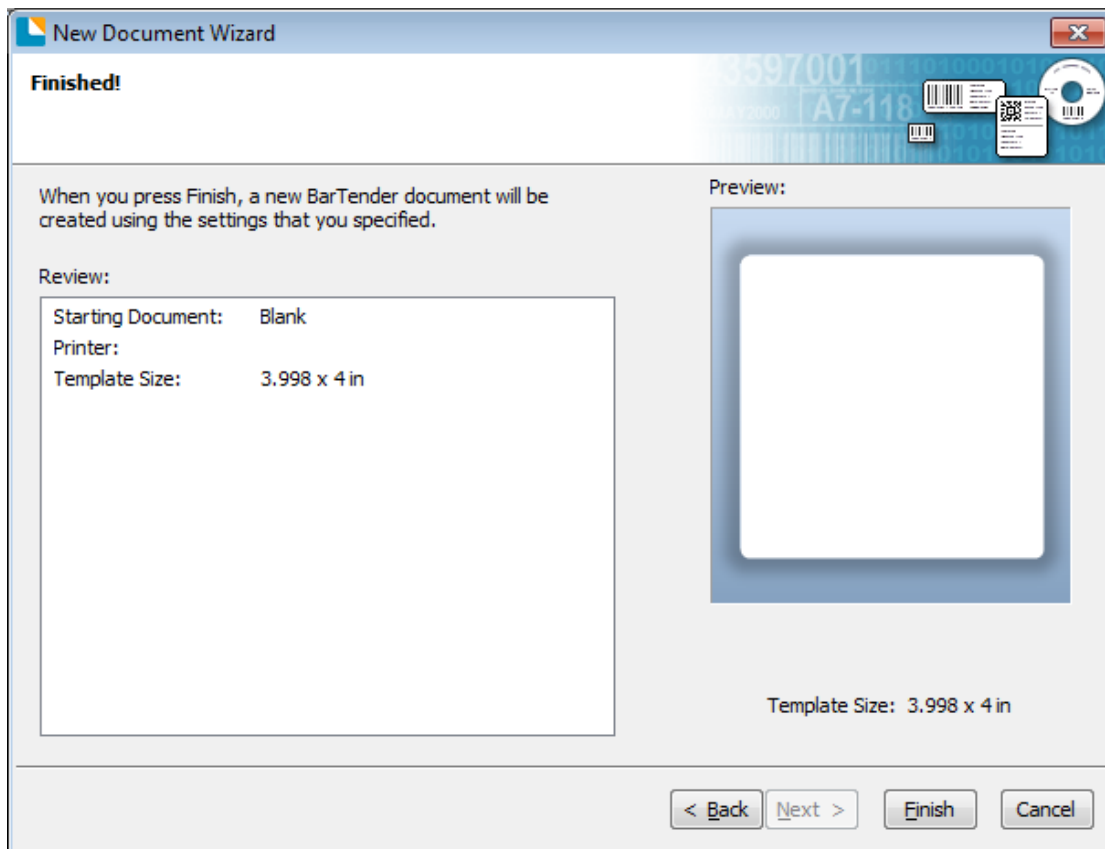 New Document Wizard
Finished!
3597001
A7-118
When you press Finish, a new BarTender document will be
created using the settings that you specified.
Preview:
Review:
Starting Document: Blank
Printer:
Template Size: 3.998 x 4 in
Template Size: 3.998 x 4 in
< Back
Next >
Finish
Cancel